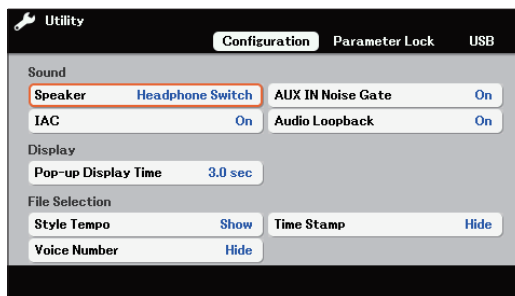 Utility
Configuration Parameter Lock USB
Sound
Speaker Headphone Switch AUX IN Noise Gate On
IAC On Audio Loopback On
Display
Pop-up Display Time 3.0 sec
File Selection
Style Tempo Show Time Stamp Hide
Voice Number Hide